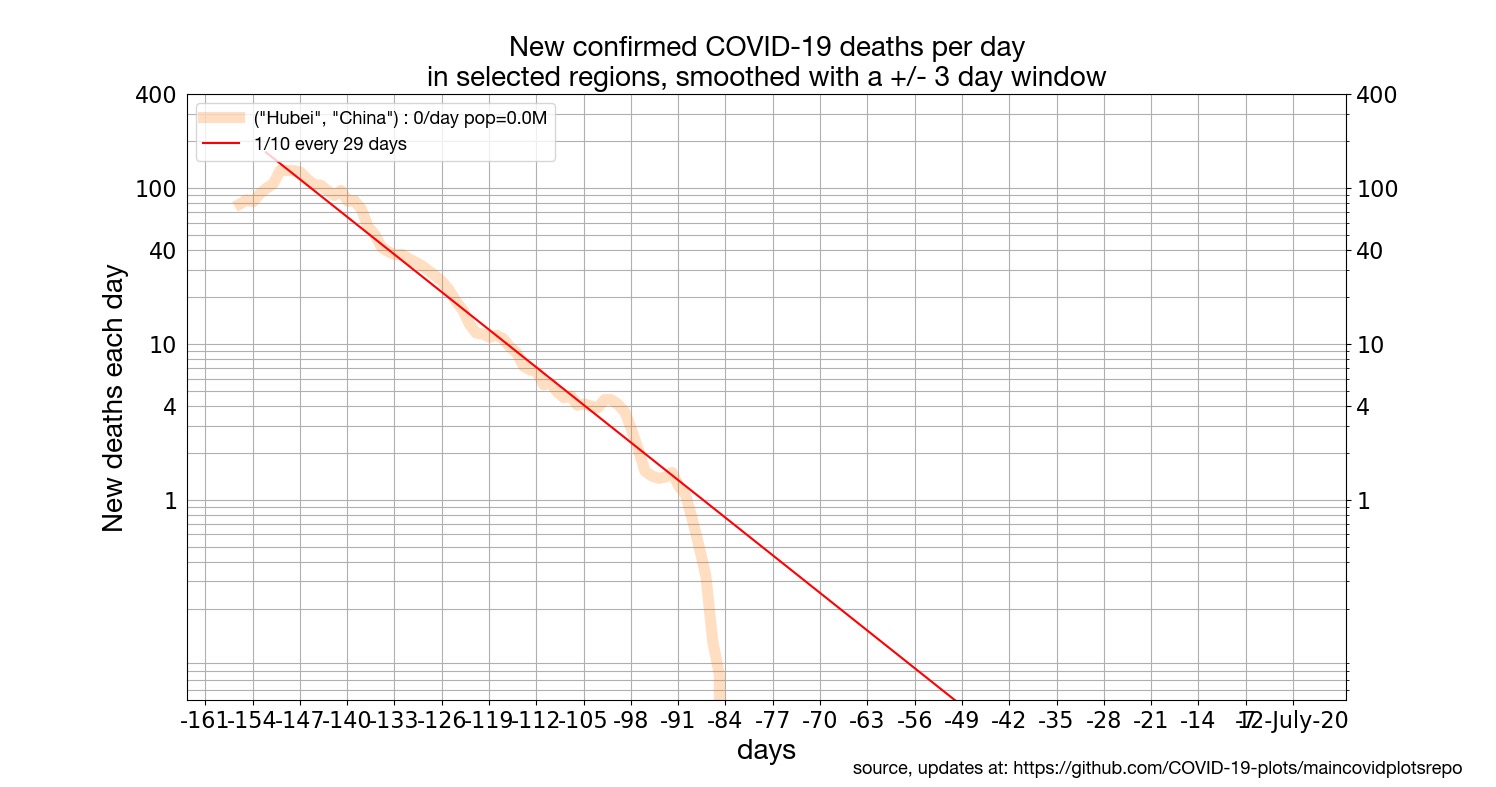 New confirmed COVID-19 deaths per day
in selected regions, smoothed with a +/- 3 day window
("Hubei", "China") : 0/day pop=0.0M
1/10 every 29 days
400
100
40
10
4
1
400
100
40
10
4
1
New deaths each day
-161 -154 -147 -140 -133 -126 -119 -112 -105 -98 -91 -84 -77 -70 -63 -56 -49 -42 -35 -28 -21 -14 -7 12-July-20
days
source, updates at: https://github.com/COVID-19-plots/maincovidplotsrepo